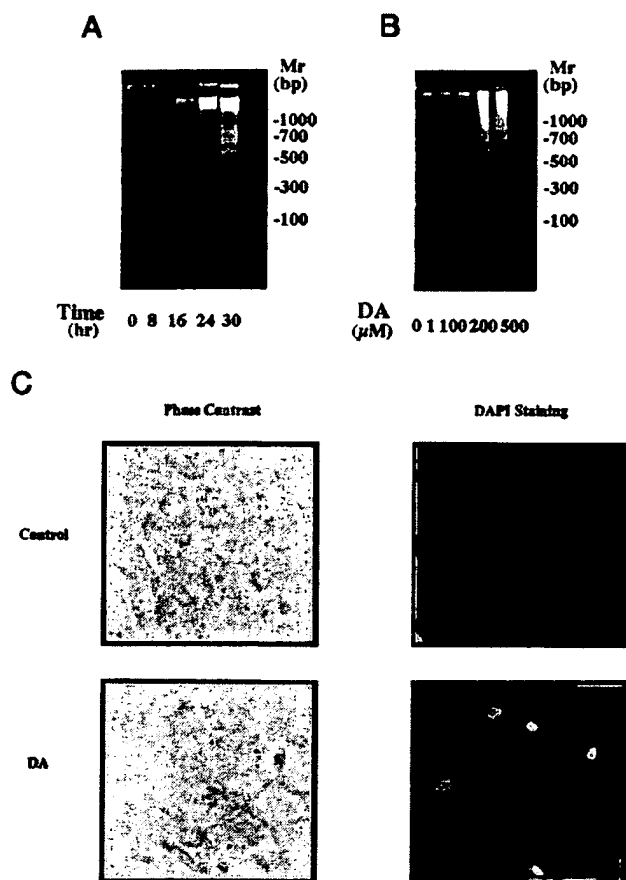 A
Mr
(bp)
-1000
-700
-500
-300
-100
Time
(hr)
0 8 16 24 30
B
Mr
(bp)
-1000
-700
-500
-300
-100
DA
(µM)
0 1 100 200 500
C
Phase Contrast
DAPI Staining
Control
DA